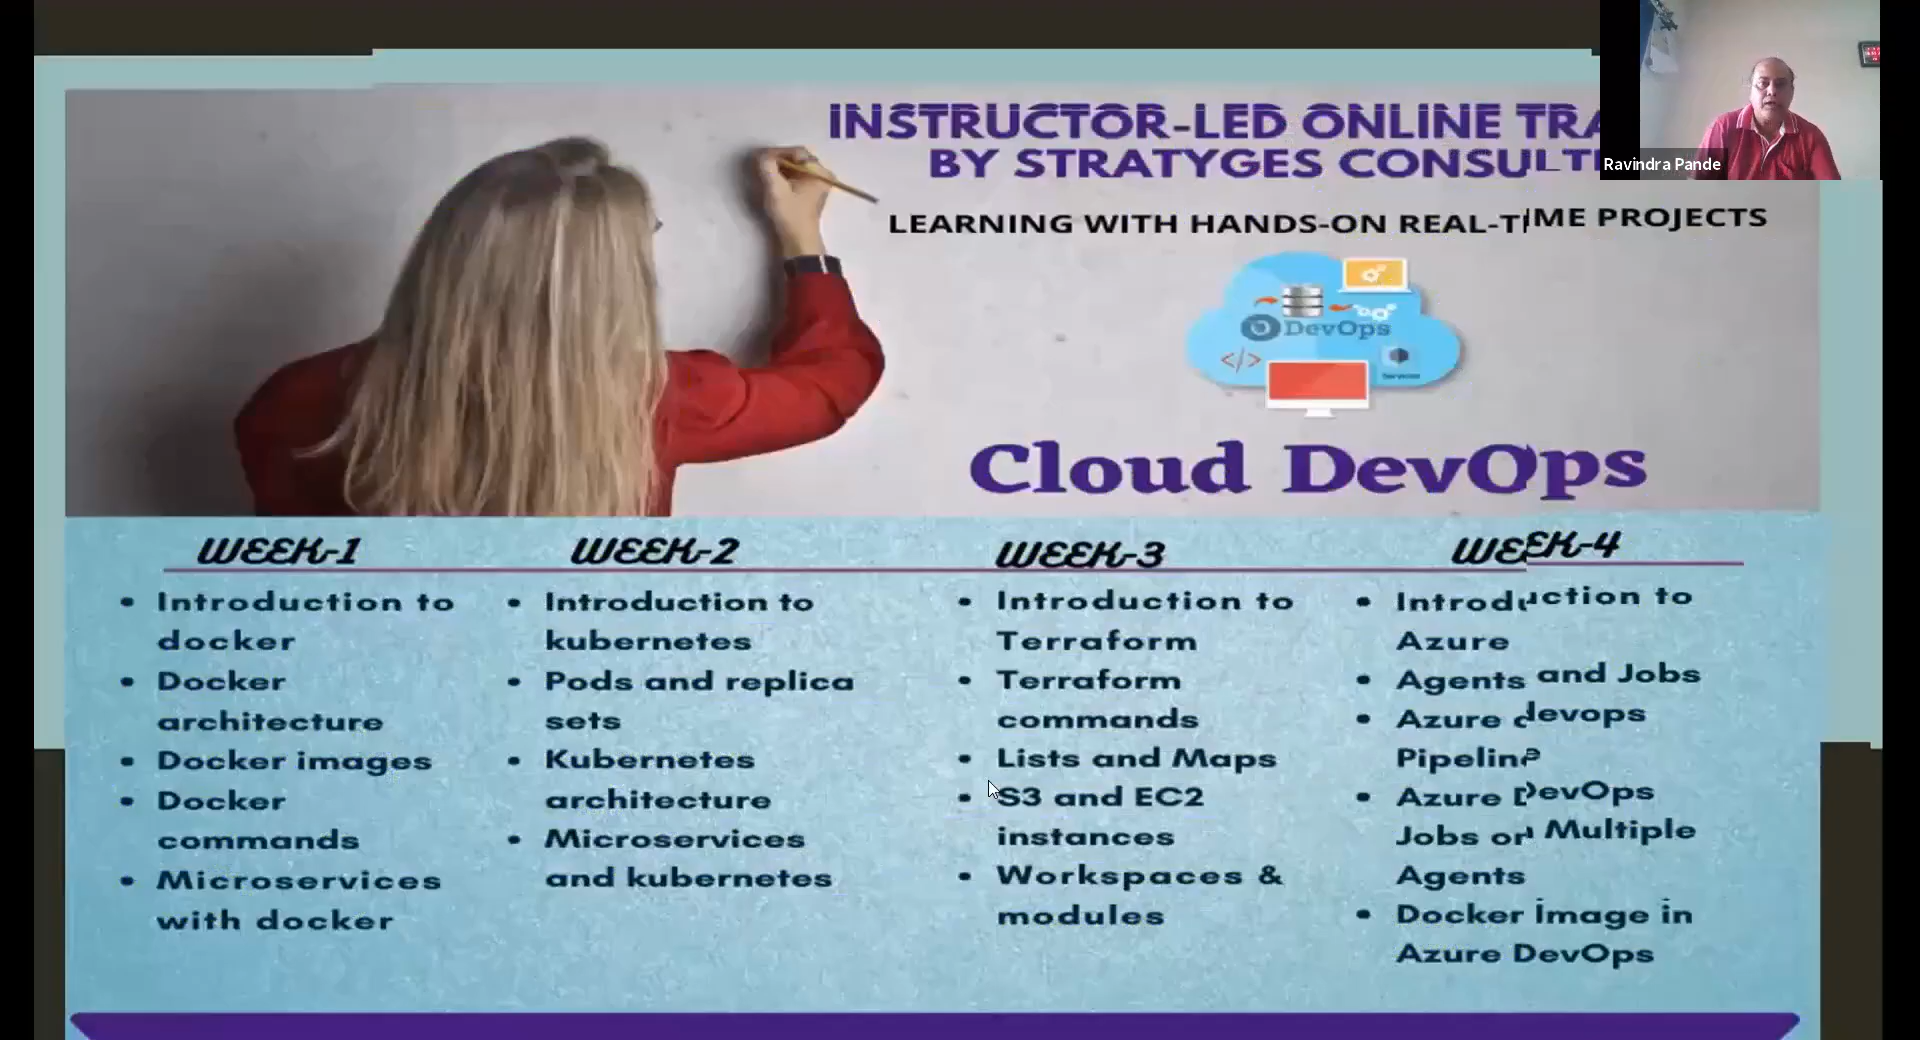 INSTRUCTOR-LED ONLINE
BY STRATYGES
Ravindra Pande
LEARNING WITH HANDS-ON REAL-TIME PROJECTS
DevOps
</>
Cloud DevOps
WEEK-1
• Introduction to
docker
• Docker
architecture
• Docker images
• Docker
commands
• Microservices
with docker
WEEK-2
• Introduction to
kubernetes
• Pods and replica
sets
• Kubernetes
architecture
• Microservices
and kubernetes
WEEK-3
• Introduction to
Terraform
• Terraform
commands
• Lists and Maps
• S3 and EC2
instances
• Workspaces &
modules
WEEK-4
• Introduction to
Azure
• Agents and Jobs
• Azure devops
Pipeline
• Azure DevOps
Jobs on Multiple
Agents
• Docker image in
Azure DevOps